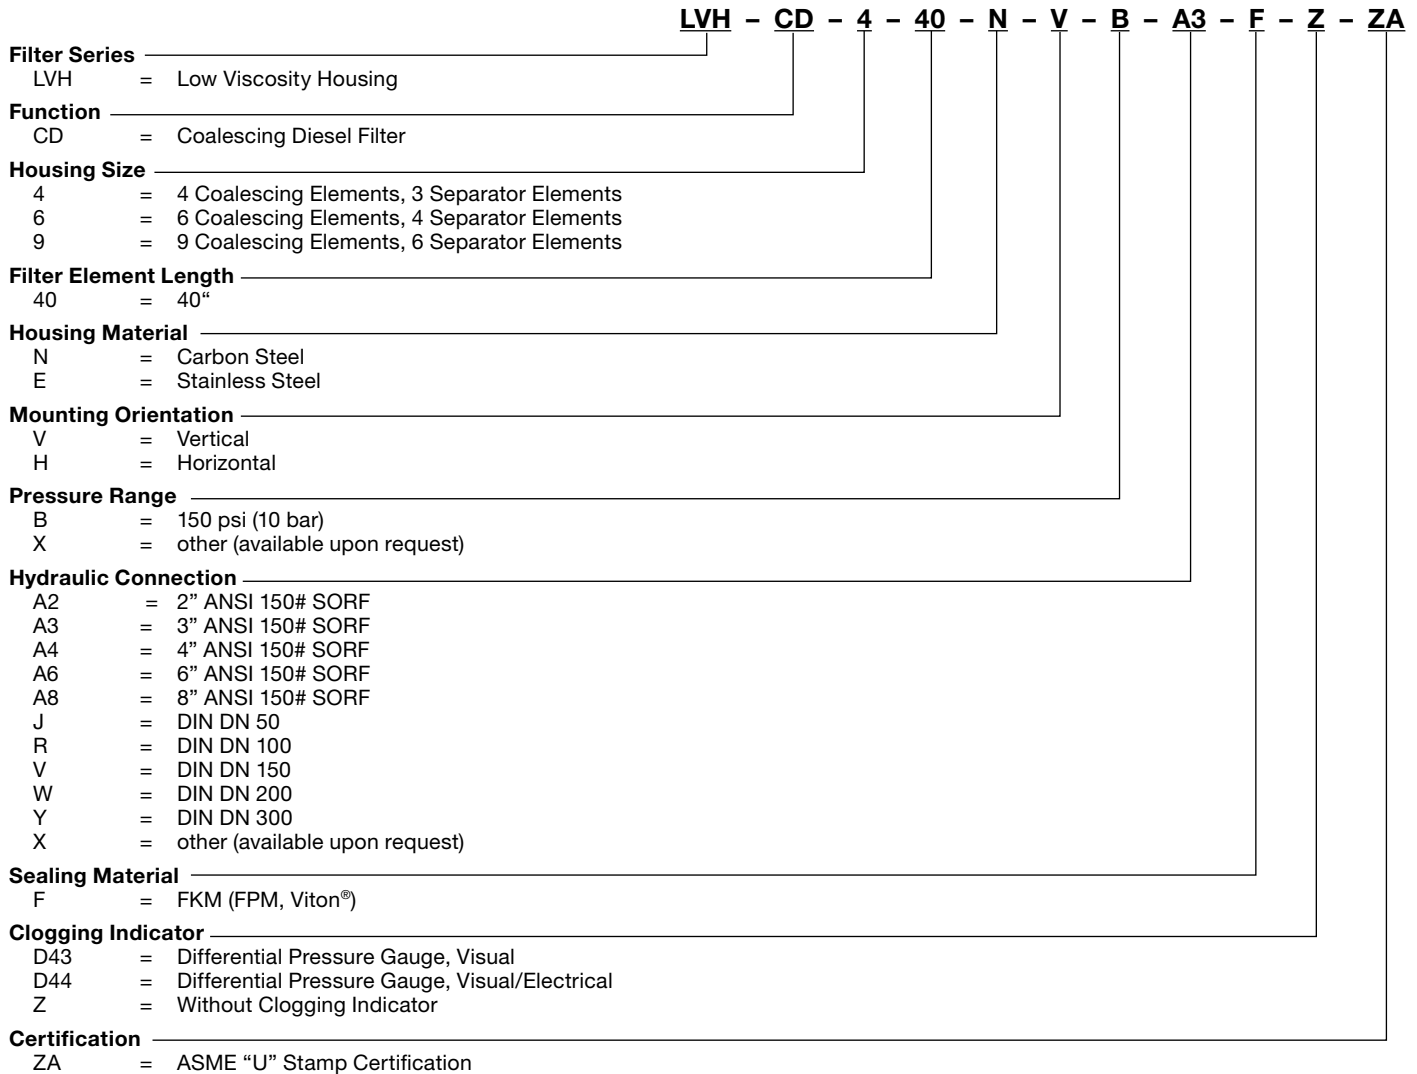 LVH – CD – 4 – 40 – N – V – B – A3 – F – Z – ZA
Filter Series
LVH = Low Viscosity Housing
Function
CD = Coalescing Diesel Filter
Housing Size
4 = 4 Coalescing Elements, 3 Separator Elements
6 = 6 Coalescing Elements, 4 Separator Elements
9 = 9 Coalescing Elements, 6 Separator Elements
Filter Element Length
40 = 40“
Housing Material
N = Carbon Steel
E = Stainless Steel
Mounting Orientation
V = Vertical
H = Horizontal
Pressure Range
B = 150 psi (10 bar)
X = other (available upon request)
Hydraulic Connection
A2 = 2” ANSI 150# SORF
A3 = 3” ANSI 150# SORF
A4 = 4” ANSI 150# SORF
A6 = 6” ANSI 150# SORF
A8 = 8” ANSI 150# SORF
J = DIN DN 50
R = DIN DN 100
V = DIN DN 150
W = DIN DN 200
Y = DIN DN 300
X = other (available upon request)
Sealing Material
F = FKM (FPM, Viton®)
Clogging Indicator
D43 = Differential Pressure Gauge, Visual
D44 = Differential Pressure Gauge, Visual/Electrical
Z = Without Clogging Indicator
Certification
ZA = ASME “U” Stamp Certification